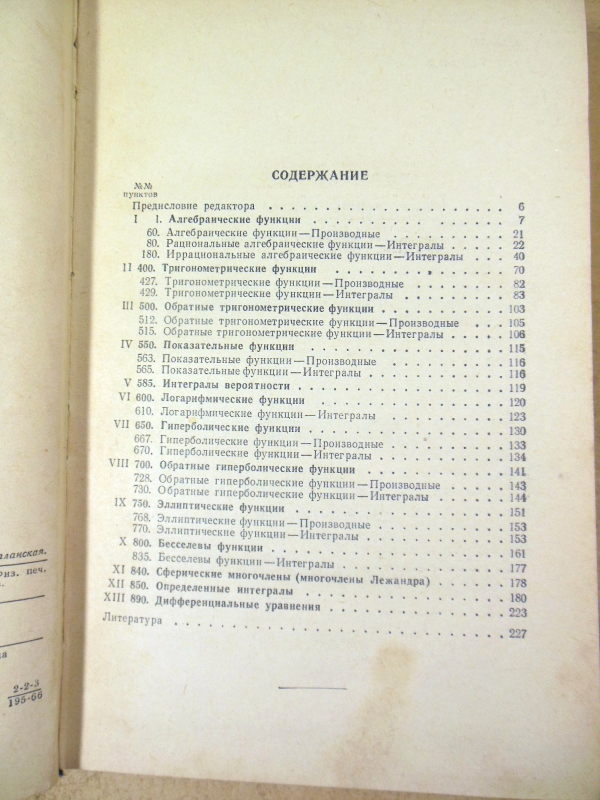 СОДЕРЖАНИЕ
№№
пунктов
Предисловие редактора . . . . . . . . . . . . . . . . . . . 6
I 1. Алгебраические функции . . . . . . . . . . . . . . . 7
60. Алгебраические функции — Производные . . . . . . . . 21
80. Рациональные алгебраические функции — Интегралы . . . . 22
180. Иррациональные алгебраические функции — Интегралы . . . 40
II 400. Тригонометрические функции . . . . . . . . . . . . . 70
427. Тригонометрические функции — Производные . . . . . . . 82
429. Тригонометрические функции — Интегралы . . . . . . . . 83
III 500. Обратные тригонометрические функции . . . . . . . . . 103
512. Обратные тригонометрические функции — Производные . . . 105
515. Обратные тригонометрические функции — Интегралы . . . . 106
IV 550. Показательные функции . . . . . . . . . . . . . . . 115
563. Показательные функции — Производные . . . . . . . . . 116
565. Показательные функции — Интегралы . . . . . . . . . . 116
V 585. Интегралы вероятности . . . . . . . . . . . . . . . 119
VI 600. Логарифмические функции . . . . . . . . . . . . . . 120
610. Логарифмические функции — Интегралы . . . . . . . . . 123
VII 650. Гиперболические функции . . . . . . . . . . . . . . 130
667. Гиперболические функции — Производные . . . . . . . . 133
670. Гиперболические функции — Интегралы . . . . . . . . . 134
VIII 700. Обратные гиперболические функции . . . . . . . . . . 141
728. Обратные гиперболические функции — Производные . . . . 143
730. Обратные гиперболические функции — Интегралы . . . . . 144
IX 750. Эллиптические функции . . . . . . . . . . . . . . . 151
768. Эллиптические функции — Производные . . . . . . . . . 153
770. Эллиптические функции — Интегралы . . . . . . . . . . 153
X 800. Бесселевы функции . . . . . . . . . . . . . . . . . 161
835. Бесселевы функции — Интегралы . . . . . . . . . . . . 177
XI 840. Сферические многочлены (многочлены Лежандра) . . . . . 178
XII 850. Определенные интегралы . . . . . . . . . . . . . . . 180
XIII 890. Дифференциальные уравнения . . . . . . . . . . . . . 223
Литература . . . . . . . . . . . . . . . . . . . . . . . . 227
из. печ.
2-2-3
195-66